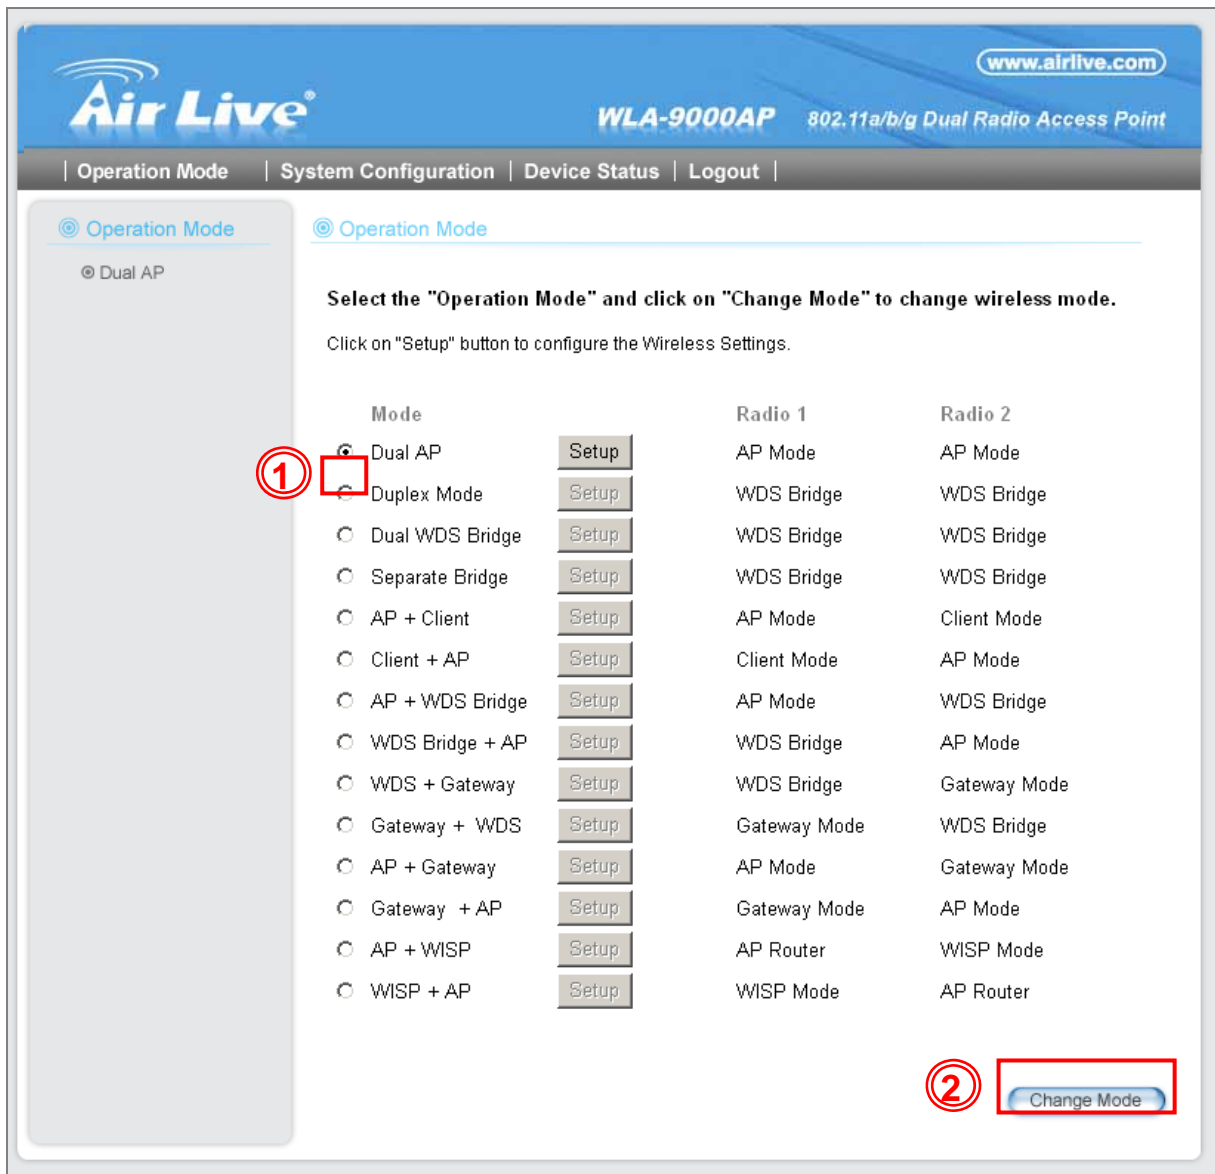 www.airlive.com
Air Live®
WLA-9000AP 802.11a/b/g Dual Radio Access Point
| Operation Mode | System Configuration | Device Status | Logout |
Operation Mode
Dual AP
Operation Mode
Select the "Operation Mode" and click on "Change Mode" to change wireless mode.
Click on "Setup" button to configure the Wireless Settings.
Mode Radio 1 Radio 2
Dual AP Setup AP Mode AP Mode
1
Duplex Mode Setup WDS Bridge WDS Bridge
Dual WDS Bridge Setup WDS Bridge WDS Bridge
Separate Bridge Setup WDS Bridge WDS Bridge
AP + Client Setup AP Mode Client Mode
Client + AP Setup Client Mode AP Mode
AP + WDS Bridge Setup AP Mode WDS Bridge
WDS Bridge + AP Setup WDS Bridge AP Mode
WDS + Gateway Setup WDS Bridge Gateway Mode
Gateway + WDS Setup Gateway Mode WDS Bridge
AP + Gateway Setup AP Mode Gateway Mode
Gateway + AP Setup Gateway Mode AP Mode
AP + WISP Setup AP Router WISP Mode
WISP + AP Setup WISP Mode AP Router
2 Change Mode